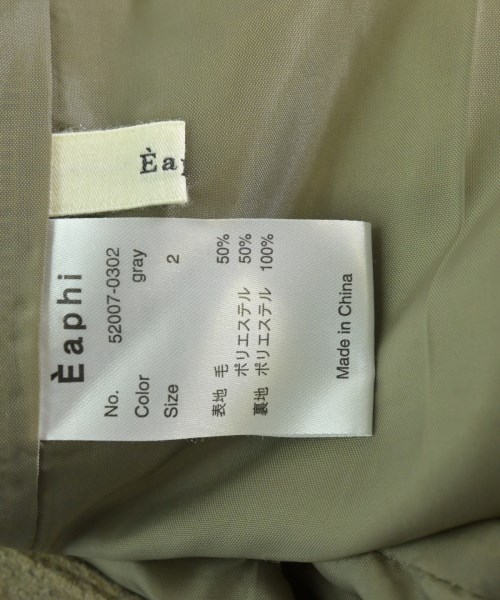 Èa
Èaphi
No. 52007-0302
Color gray
Size 2
表地 毛 50%
ポリエステル 50%
裏地 ポリエステル 100%
Made in China